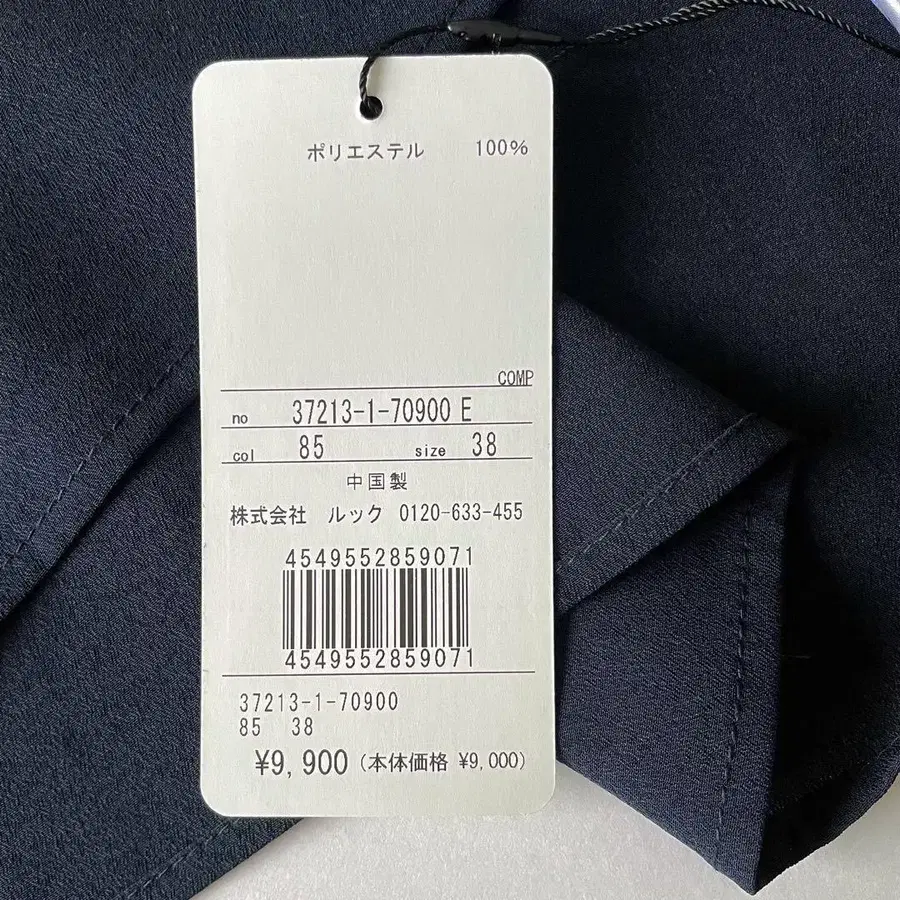 ポリエステル 100%
COMP
no 37213-1-70900 E
col 85 size 38
中国製
株式会社 ルック 0120-633-455
4549552859071
4549552859071
37213-1-70900
85 38
¥9,900 (本体価格 ¥9,000)